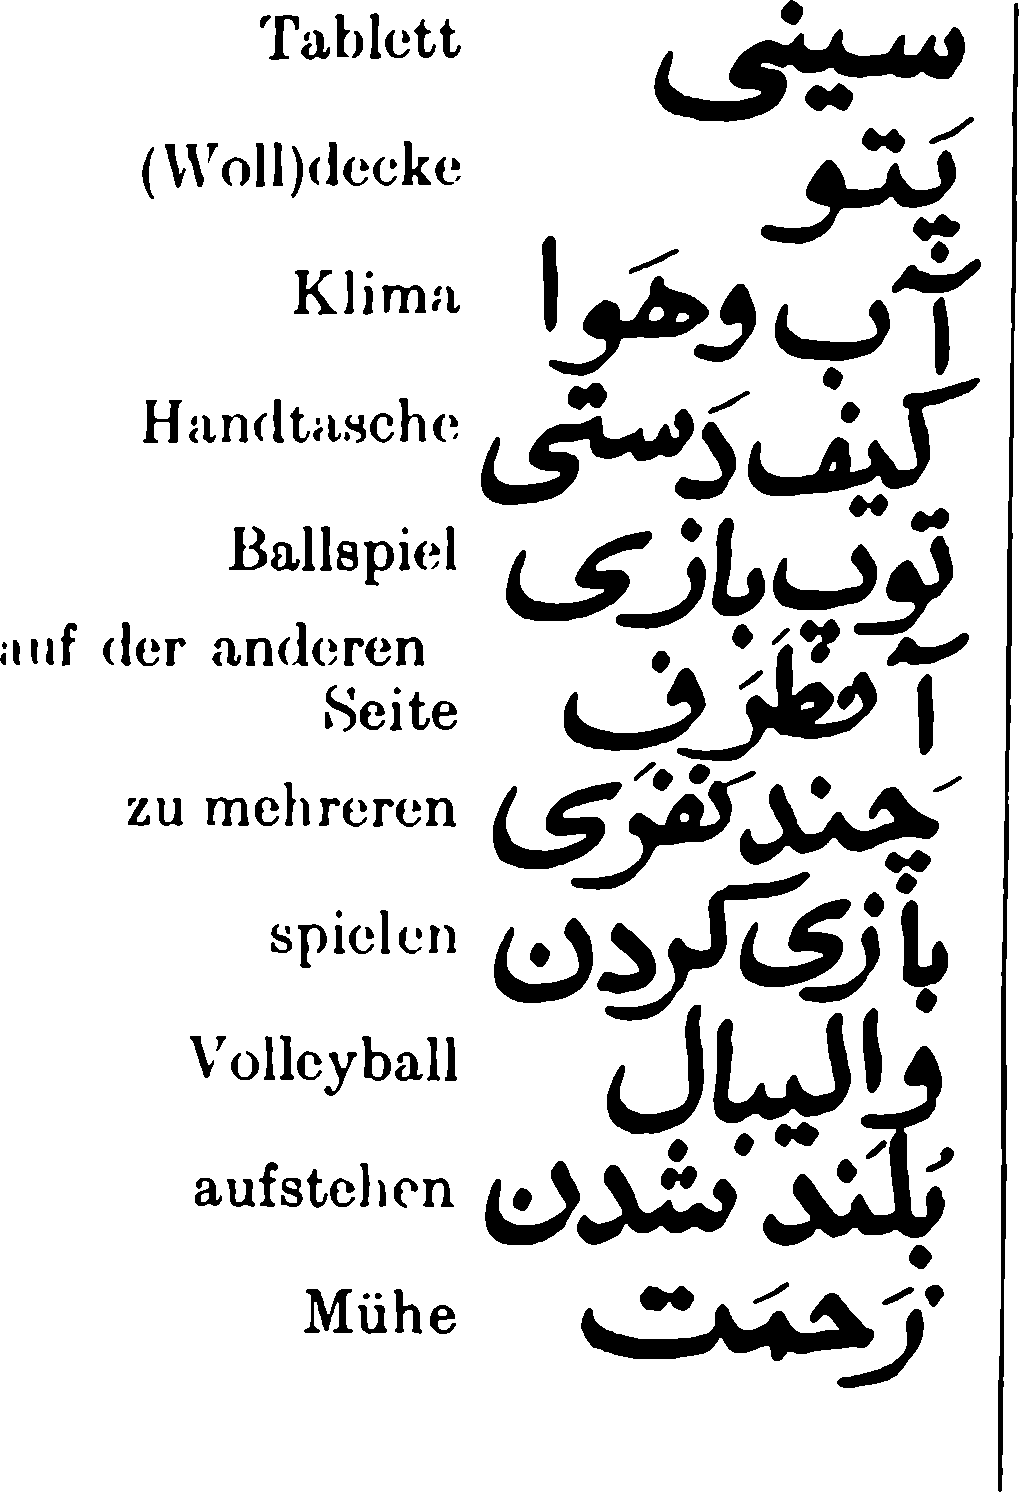 Tablett سینی
(Woll)decke پَتو
Klima آب وهَوا
Handtasche کیف دَستی
Ballspiel توپ بازی
auf der anderen
Seite آنطَرَف
zu mehreren چَند نَفَری
spielen بازی کردن
Volleyball والیبال
aufstehen بُلَند شدن
Mühe زَحمَت